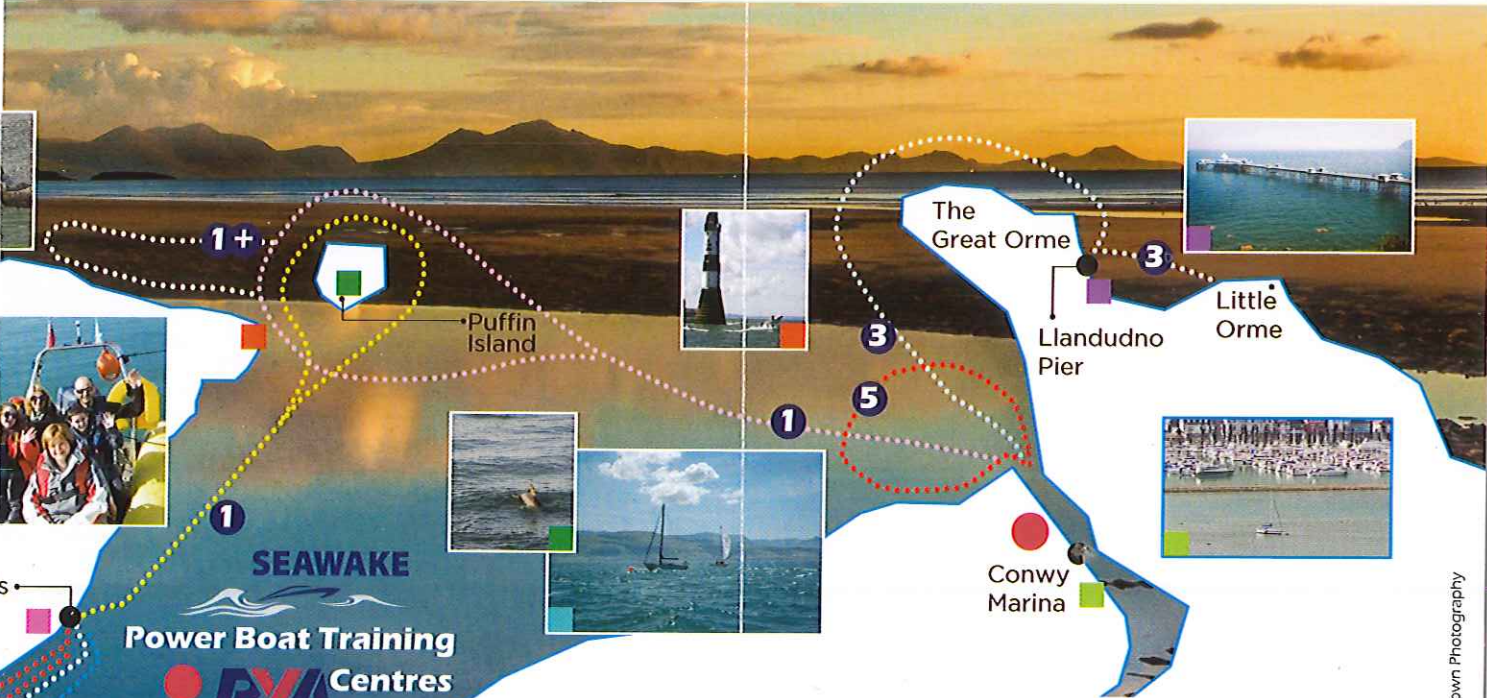 1+
Puffin
Island
1
SEAWAKE
Power Boat Training
Centres
RYA
3
5
1
The
Great Orme
3
Llandudno
Pier
Little
Orme
Conwy
Marina
own Photography
s